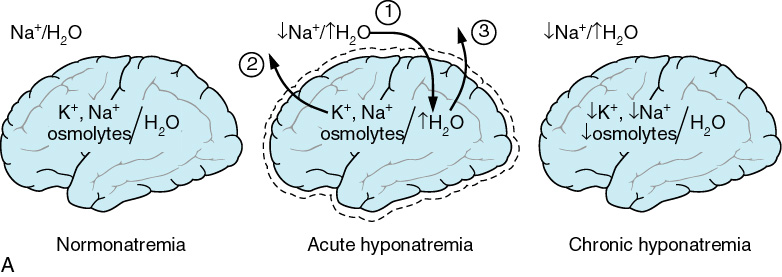 Na⁺/H₂O
↓Na⁺/↑H₂O
1
3
↓Na⁺/↑H₂O
2
K⁺, Na⁺
osmolytes/H₂O
K⁺, Na⁺
osmolytes/↑H₂O
↓K⁺, ↓Na⁺
↓osmolytes/H₂O
Normonatremia
Acute hyponatremia
Chronic hyponatremia
A